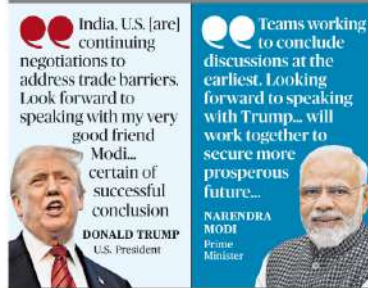 India, U.S. [are]
continuing
negotiations to
address trade barriers.
Look forward to
speaking with my very
good friend
Modi...
certain of
successful
conclusion
DONALD TRUMP
U.S. President
Teams working
to conclude
discussions at the
earliest. Looking
forward to speaking
with Trump... will
work together to
secure more
prosperous
future...
NARENDRA
MODI
Prime
Minister